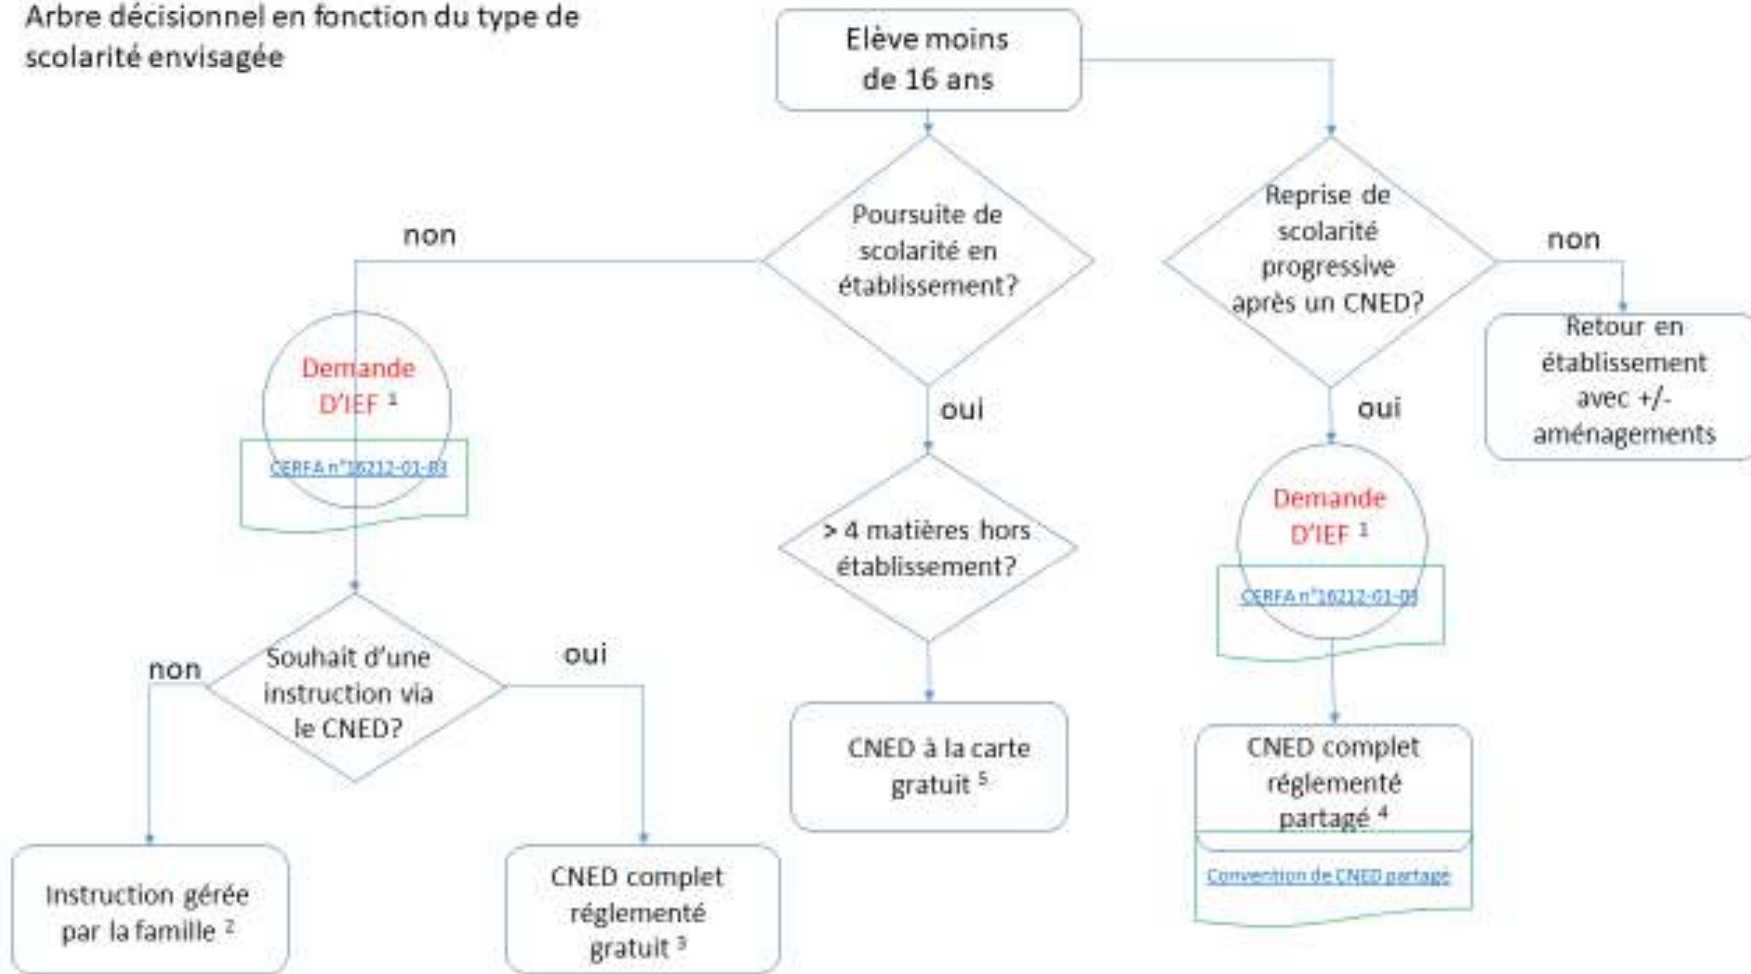 Arbre décisionnel en fonction du type de
scolarité envisagée
Elève moins
de 16 ans
Poursuite de
scolarité en
établissement?
non
oui
Reprise de
scolarité
progressive
après un CNED?
non
oui
Retour en
établissement
avec +/-
aménagements
Demande
D'IEF 1
CERFA n°16212-01-03
> 4 matières hors
établissement?
Demande
D'IEF 1
CERFA n°16212-01-03
Souhait d'une
instruction via
le CNED?
non
oui
CNED à la carte
gratuit 5
CNED complet
réglementé
partagé 4
Convention de CNED partagé
Instruction gérée
par la famille 2
CNED complet
réglementé
gratuit 3